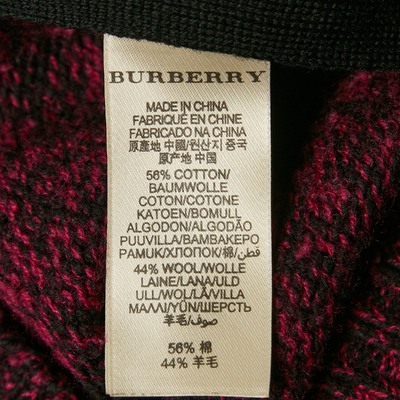 BURBERRY
MADE IN CHINA
FABRIQUÉ EN CHINE
FABRICADO NA CHINA
原產地 中國/원산지 중국
原产地 中国
56% COTTON/
BAUMWOLLE
COTON/COTONE
KATOEN/BOMULL
ALGODON/ALGODÃO
PUUVILLA/BAMBAKEPO
PAMUK/ХЛОПОК/قطن
44% WOOL/WOLLE
LAINE/LANA/ULD
ULL/WOL/LÃ/VILLA
ΜΑΛΛΙ/YÜN/ШЕРСТЬ
羊毛/صوف
56% 棉
44% 羊毛